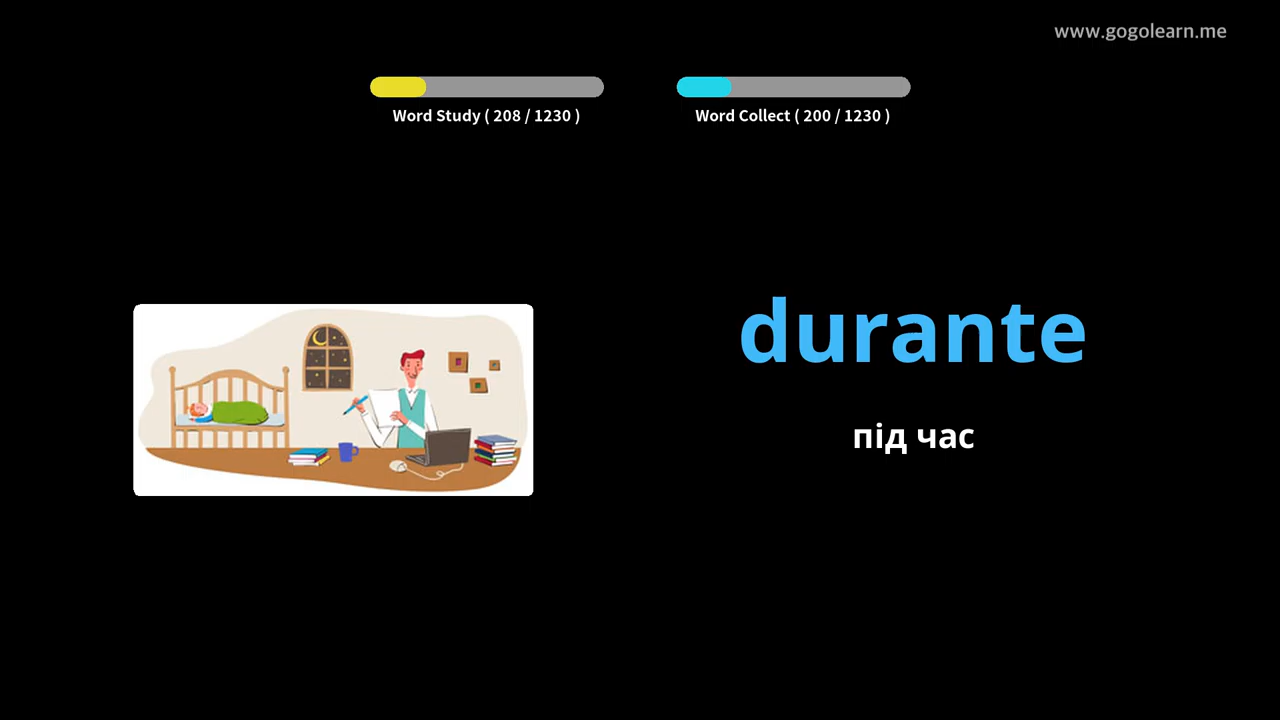 www.gogolearn.me
Word Study ( 208 / 1230 )
Word Collect ( 200 / 1230 )
durante
під час